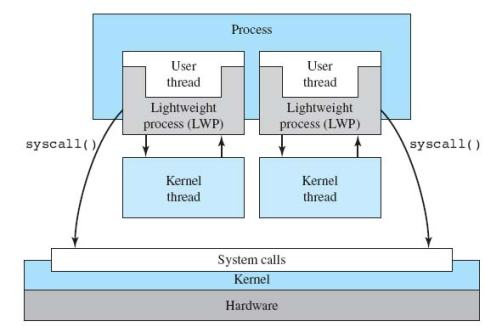 Process
User
thread
User
thread
Lightweight
process (LWP)
Lightweight
process (LWP)
syscall()
syscall()
Kernel
thread
Kernel
thread
System calls
Kernel
Hardware